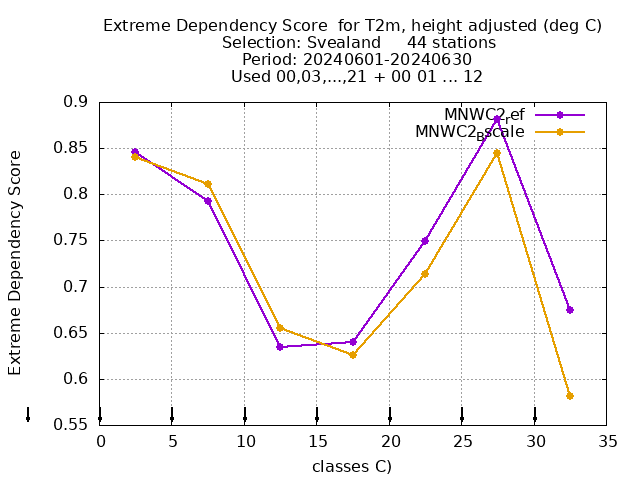 Extreme Dependency Score  for T2m, height adjusted (deg C)
Selection: Svealand     44 stations
Period: 20240601-20240630
Used 00,03,...,21 + 00 01 ... 12
MNWC2_ref
MNWC2_Bscale
0.9
0.85
0.8
0.75
0.7
0.65
0.6
0.55
Extreme Dependency Score
0 5 10 15 20 25 30 35
classes C)